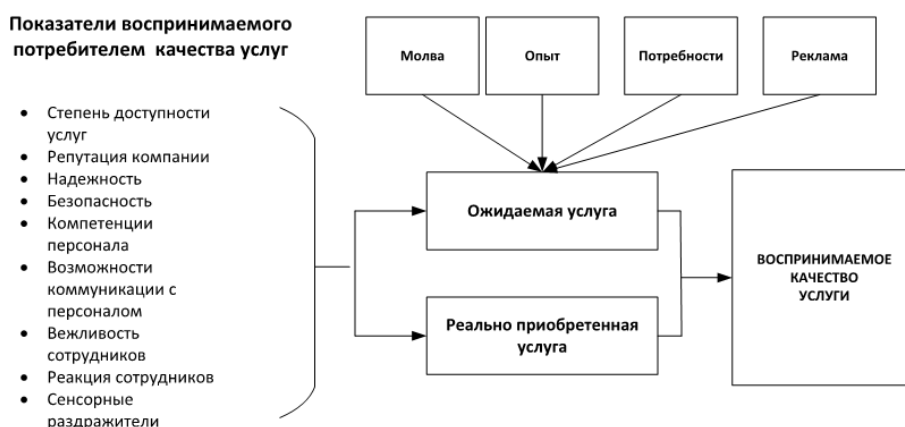 Показатели воспринимаемого
потребителем качества услуг
Молва
Опыт
Потребности
Реклама
• Степень доступности
услуг
• Репутация компании
• Надежность
• Безопасность
• Компетенции
персонала
• Возможности
коммуникации с
персоналом
• Вежливость
сотрудников
• Реакция сотрудников
• Сенсорные
раздражители
Ожидаемая услуга
Реально приобретенная
услуга
ВОСПРИНИМАЕМОЕ
КАЧЕСТВО
УСЛУГИ